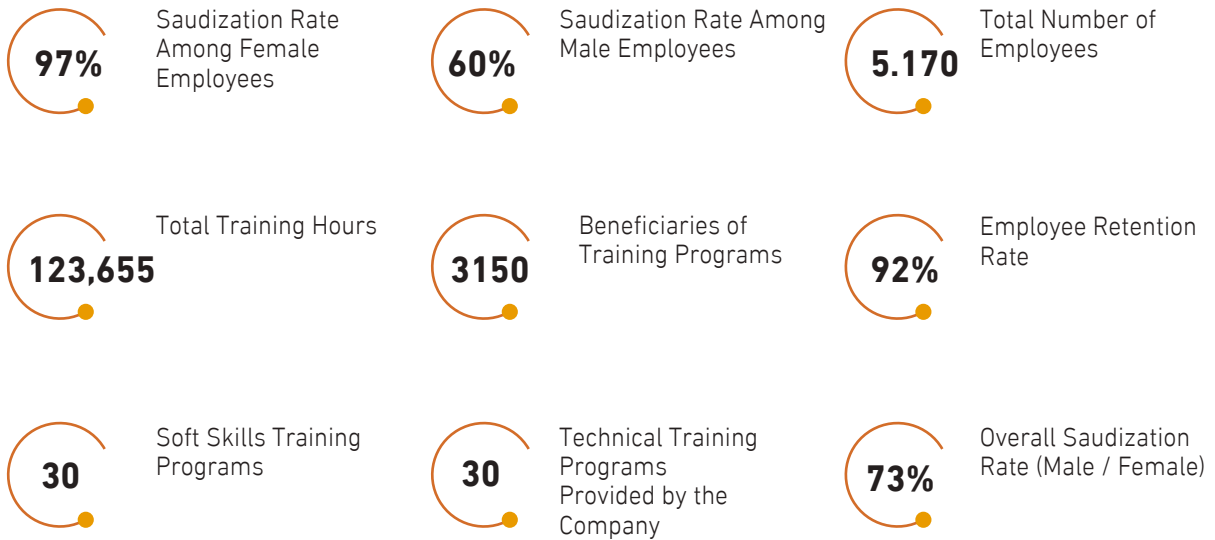 97%
Saudization Rate
Among Female
Employees
60%
Saudization Rate Among
Male Employees
5.170
Total Number of
Employees
123,655
Total Training Hours
3150
Beneficiaries of
Training Programs
92%
Employee Retention
Rate
30
Soft Skills Training
Programs
30
Technical Training
Programs
Provided by the
Company
73%
Overall Saudization
Rate (Male / Female)